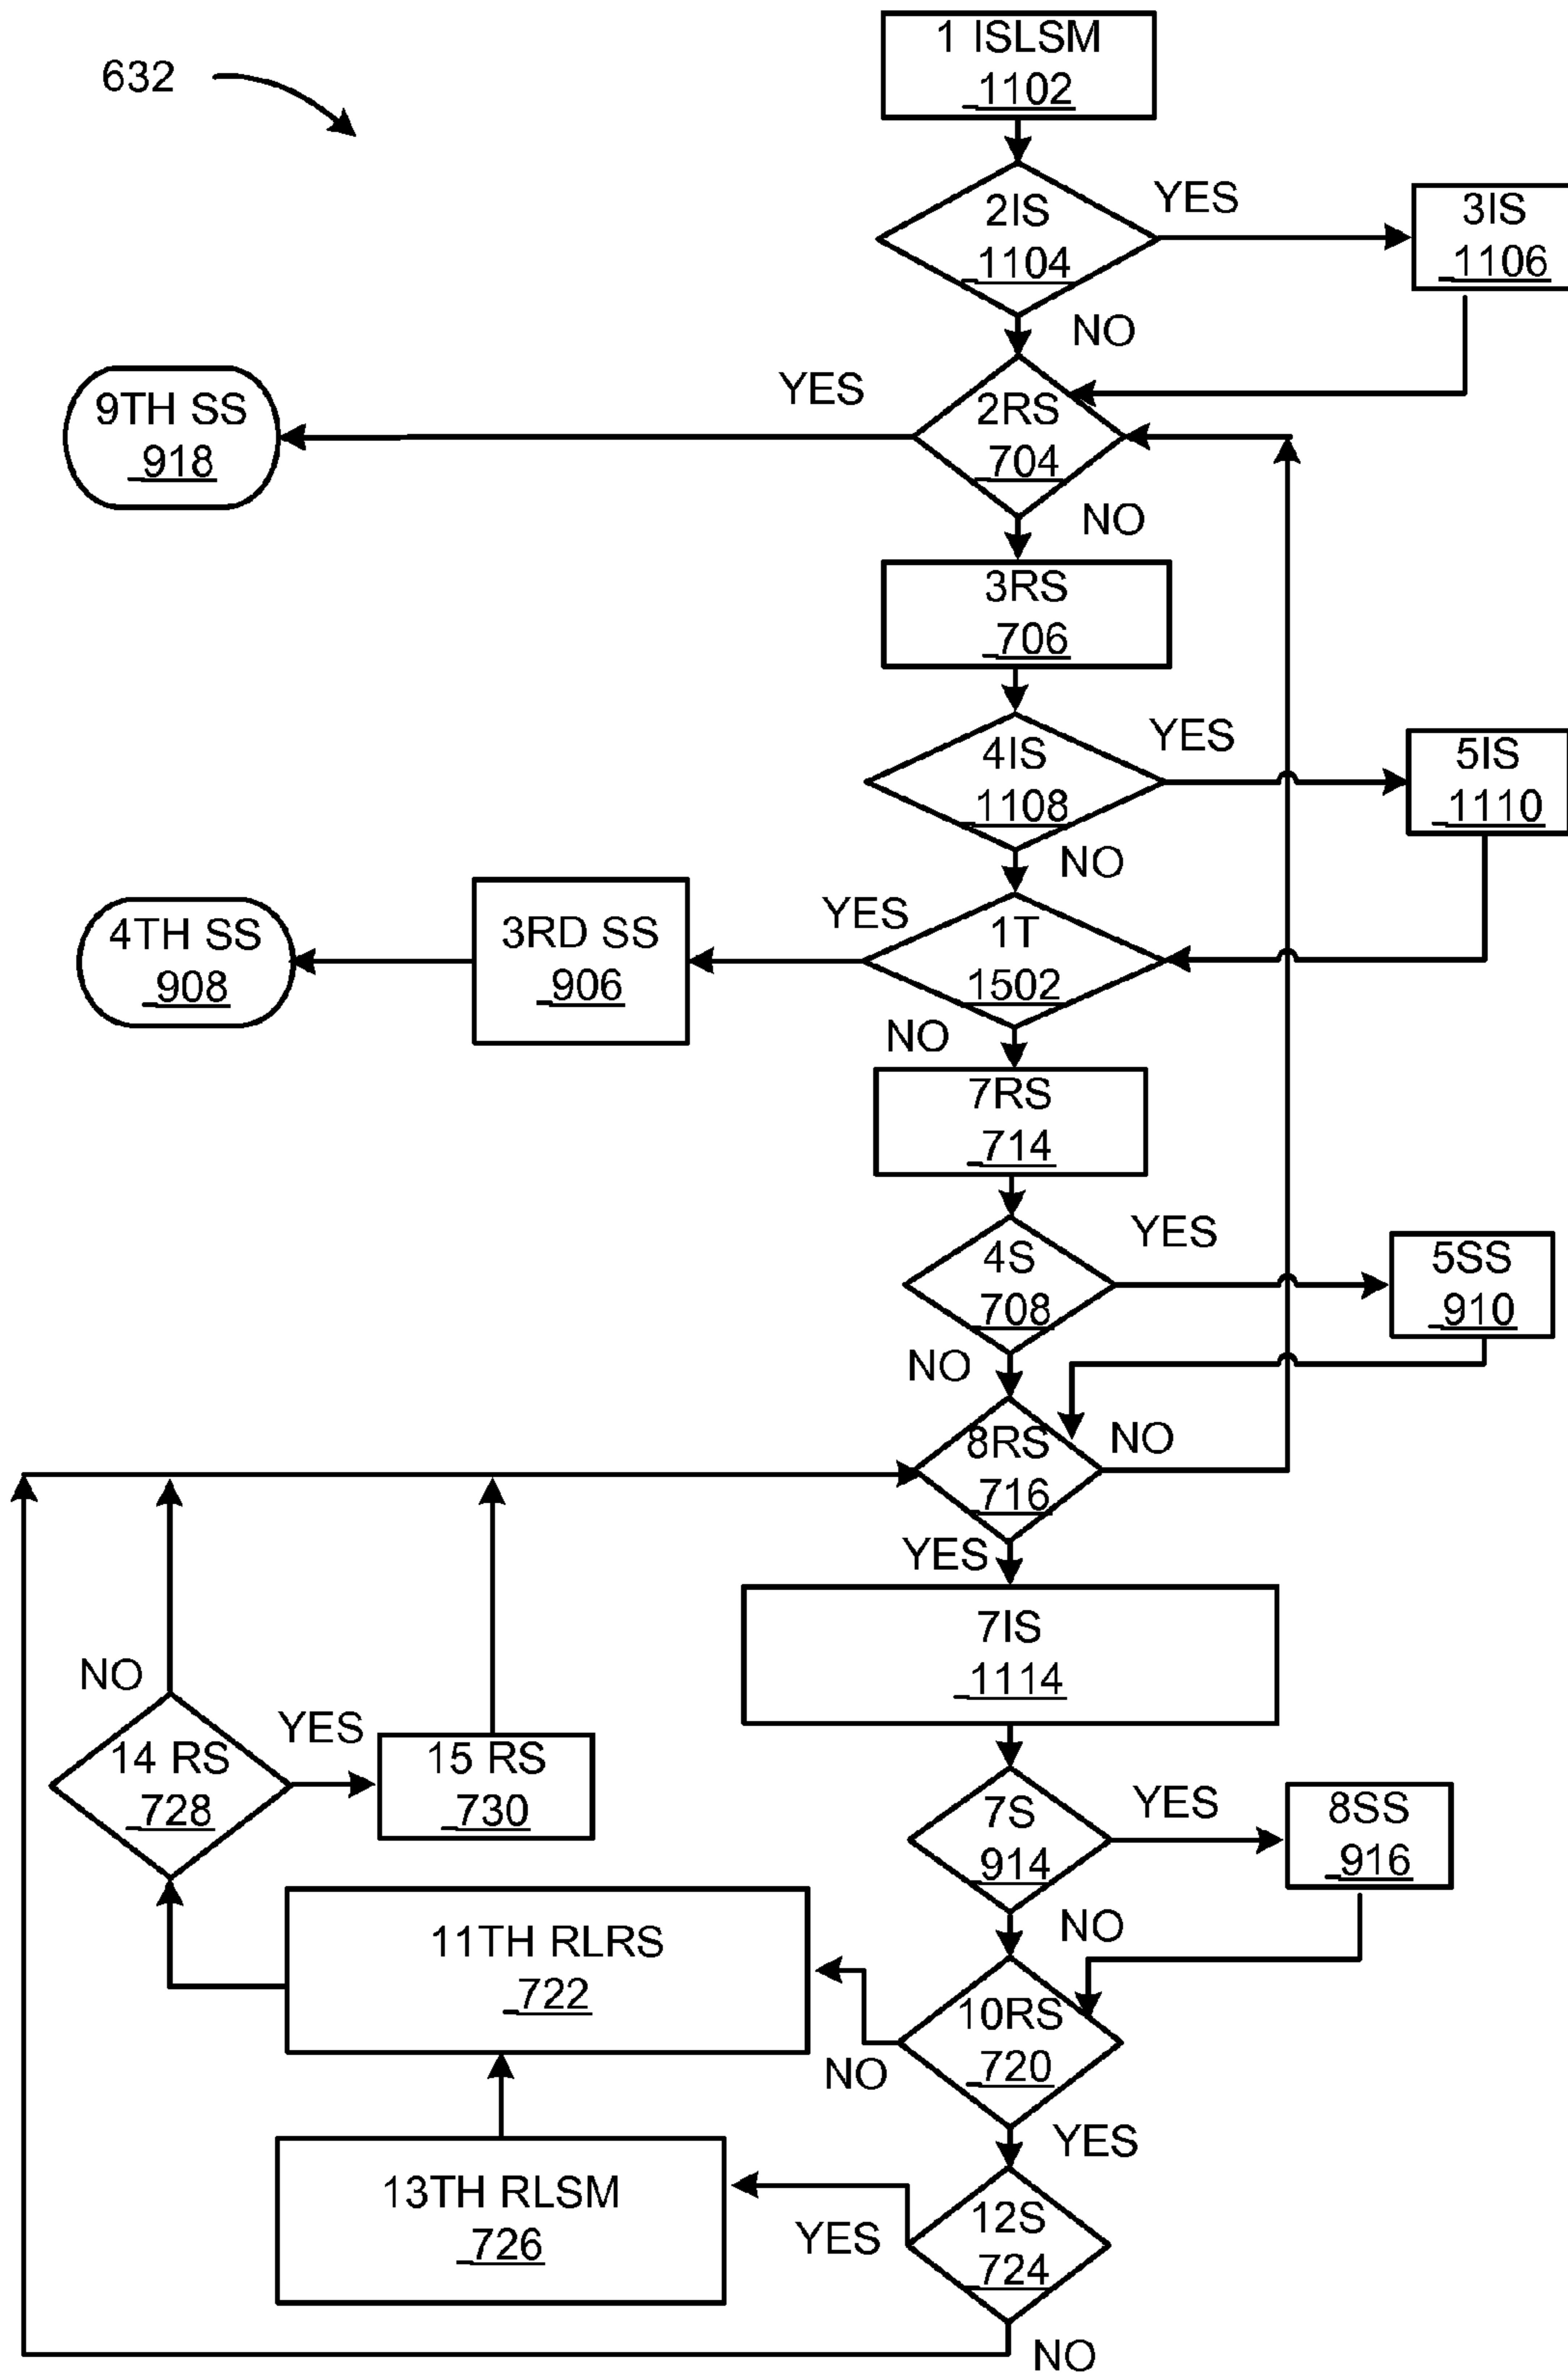 632
1 ISLSM
1102
2IS
1104
YES
3IS
1106
NO
YES
9TH SS
918
2RS
704
NO
3RS
706
4IS
1108
YES
5IS
1110
NO
4TH SS
908
3RD SS
906
YES
1T
1502
NO
7RS
714
4S
708
YES
5SS
910
NO
8RS
716
NO
YES
7IS
1114
NO
14 RS
728
YES
15 RS
730
7S
914
YES
8SS
916
NO
11TH RLRS
722
10RS
720
NO
YES
13TH RLSM
726
YES
12S
724
NO